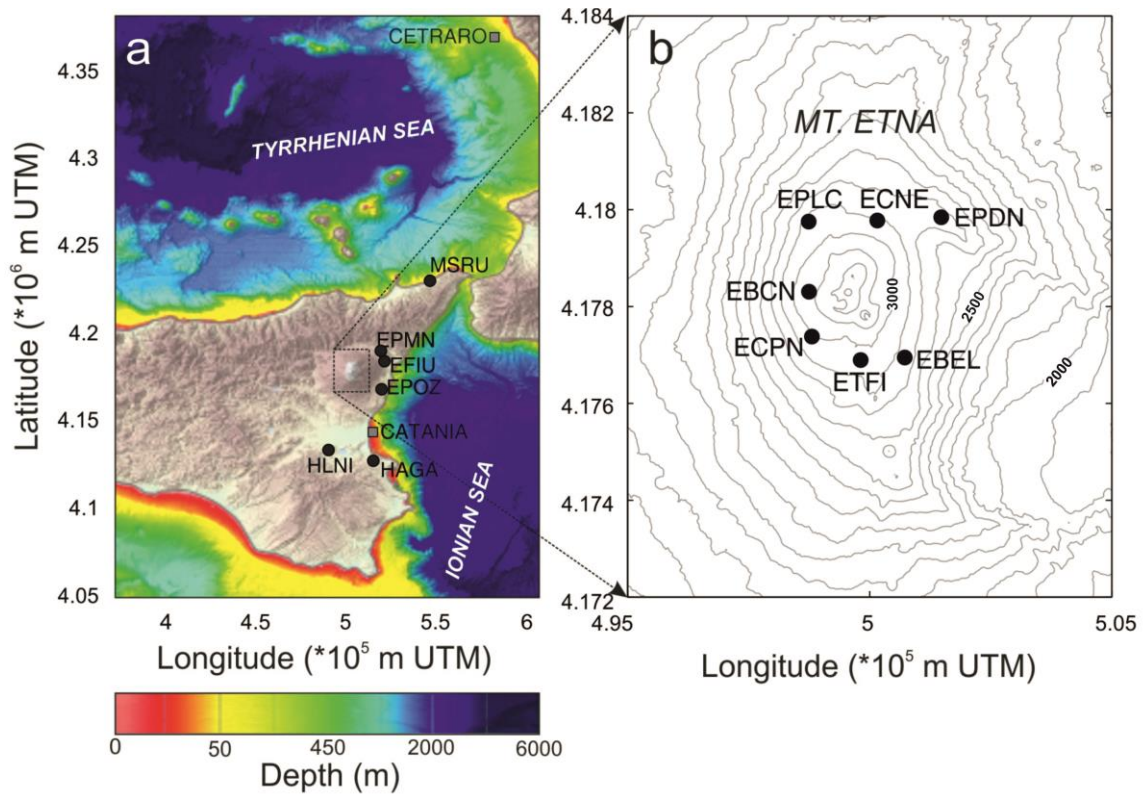 a
CETRARO
TYRRHENIAN SEA
MSRU
EPMN
EFIU
EPOZ
CATANIA
HLNI
HAGA
IONIAN SEA
4.35
4.3
4.25
4.2
4.15
4.1
4.05
Latitude (*10⁶ m UTM)
4
4.5
5
5.5
6
Longitude (*10⁵ m UTM)
0
50
450
2000
6000
Depth (m)
b
MT. ETNA
EPLC
ECNE
EPDN
EBCN
3000
2500
ECPN
ETFI
EBEL
2000
4.184
4.182
4.18
4.178
4.176
4.174
4.172
4.95
5
5.05
Longitude (*10⁵ m UTM)